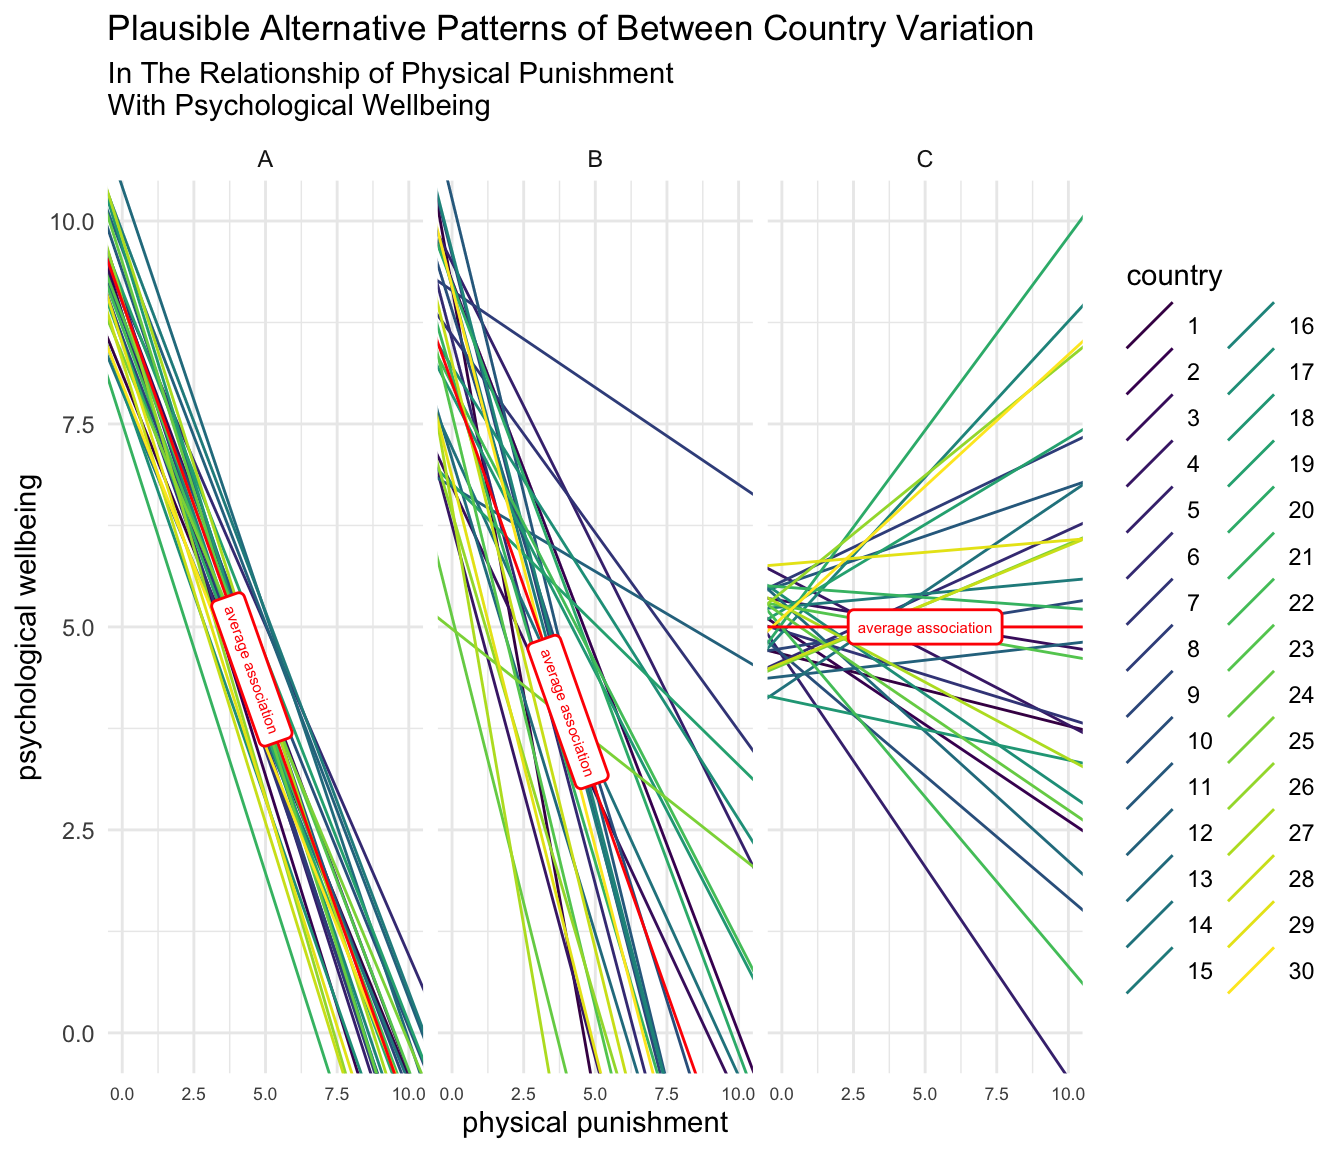 Plausible Alternative Patterns of Between Country Variation
In The Relationship of Physical Punishment
With Psychological Wellbeing
A
B
C
psychological wellbeing
10.0
7.5
5.0
2.5
0.0
average association
average association
average association
0.0 2.5 5.0 7.5 10.0
0.0 2.5 5.0 7.5 10.0
0.0 2.5 5.0 7.5 10.0
physical punishment
country
1
2
3
4
5
6
7
8
9
10
11
12
13
14
15
16
17
18
19
20
21
22
23
24
25
26
27
28
29
30